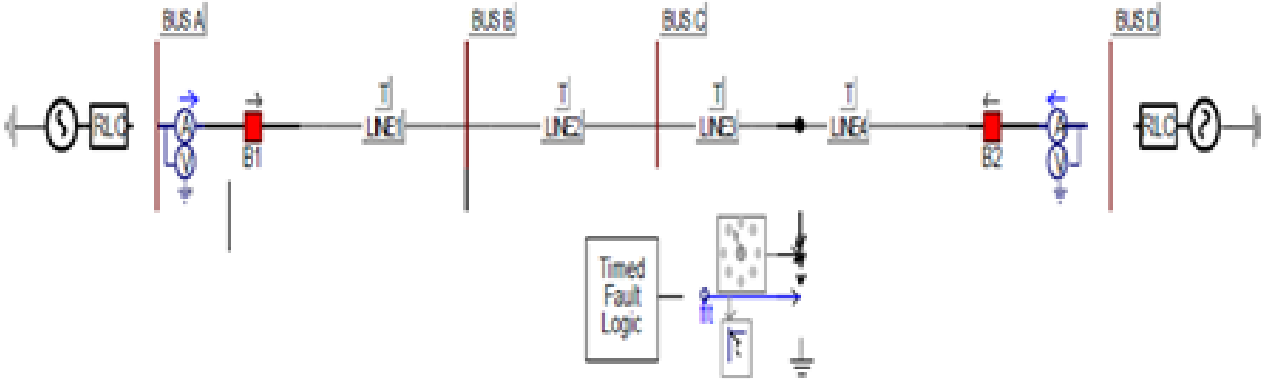 BUS A
BUS B
BUS C
BUS D
RLC
A
V
B1
T
LINE1
T
LINE2
T
LINE3
T
LINE4
B2
A
V
RLC
Timed
Fault
Logic